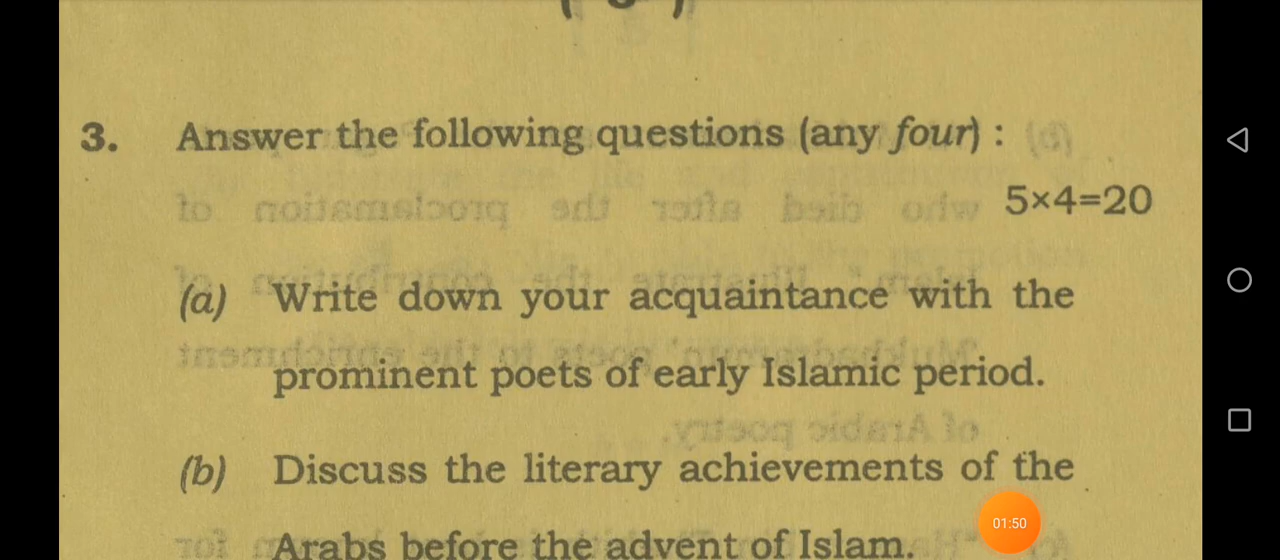 3. Answer the following questions (any four) :
5×4=20
(a) Write down your acquaintance with the
prominent poets of early Islamic period.
(b) Discuss the literary achievements of the
Arabs before the advent of Islam.
01:50